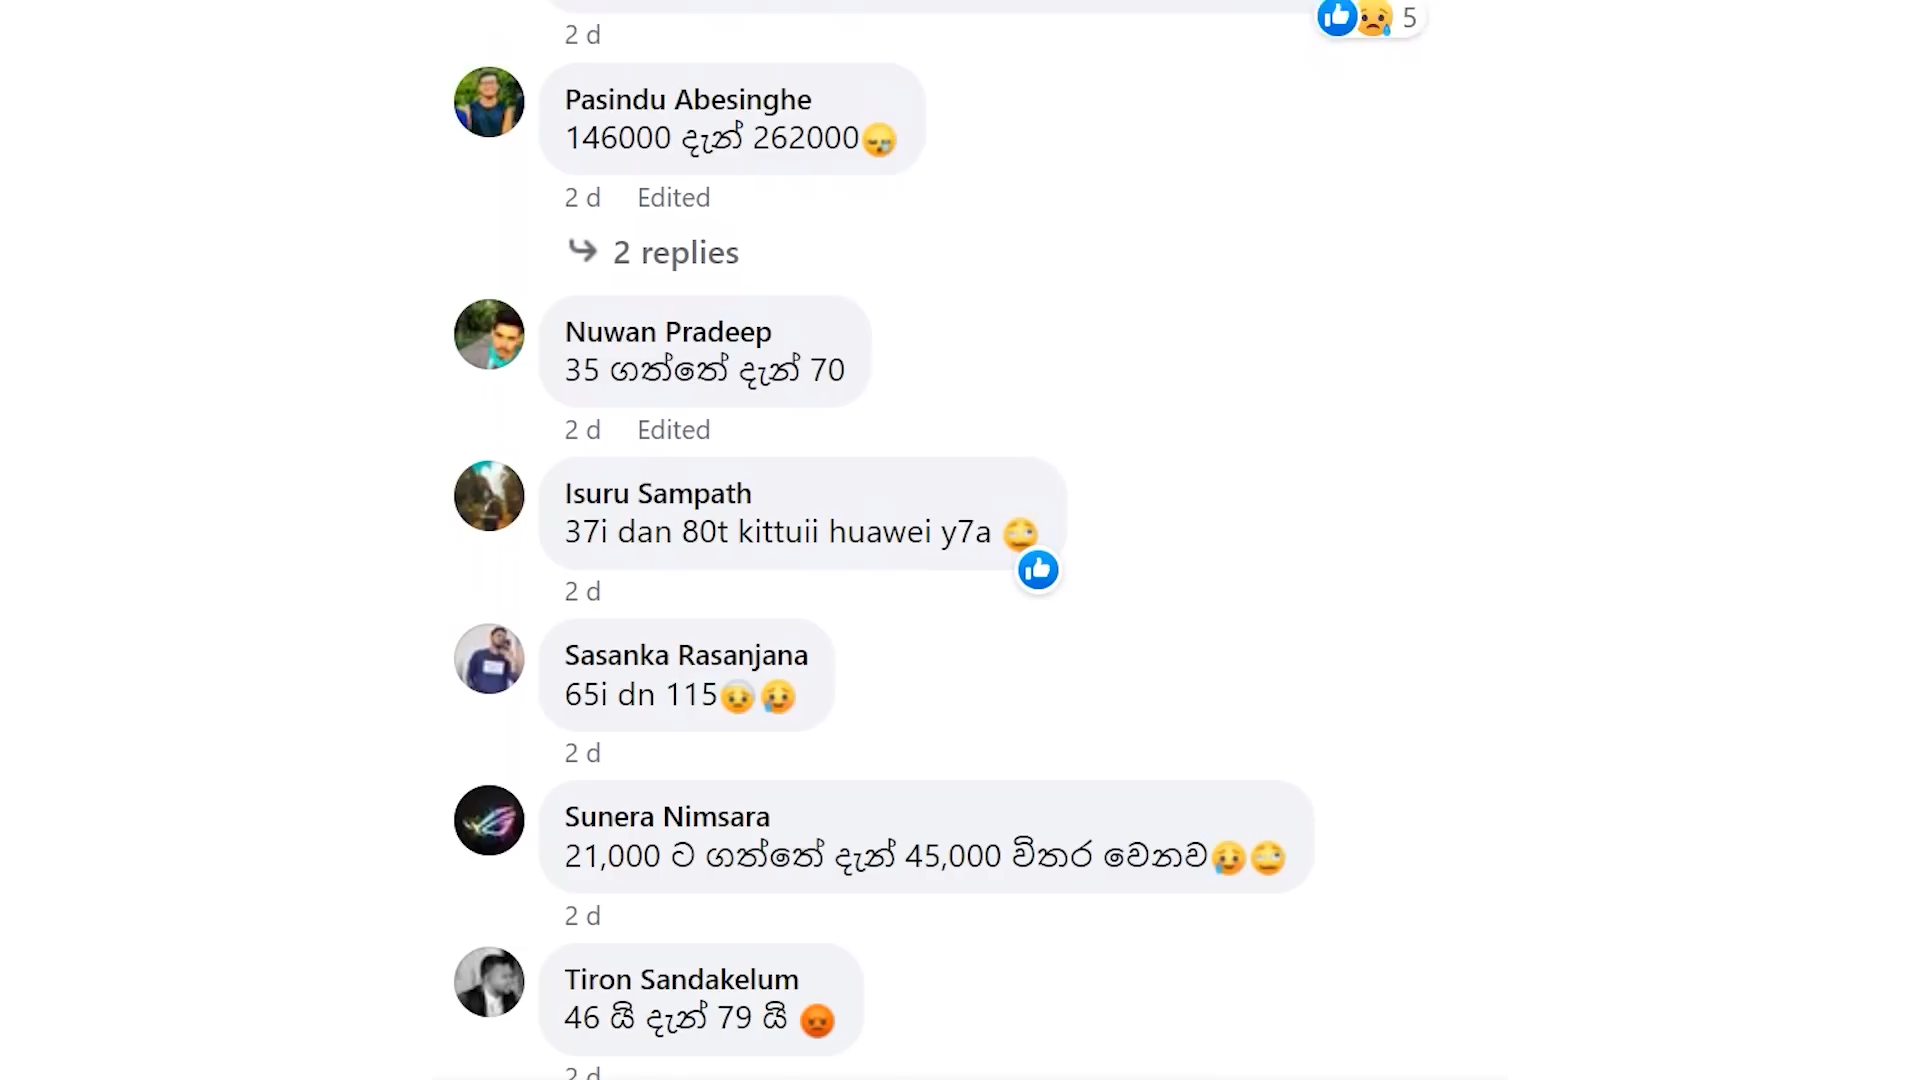 5
2 d
Pasindu Abesinghe
146000 දැන් 262000😪
2 d Edited
2 replies
Nuwan Pradeep
35 ගත්තේ දැන් 70
2 d Edited
Isuru Sampath
37i dan 80t kittuii huawei y7a 🙄
2 d
Sasanka Rasanjana
65i dn 115🤕😥
2 d
Sunera Nimsara
21,000 ට ගත්තේ දැන් 45,000 විතර වෙනව😥🙄
2 d
Tiron Sandakelum
46 යි දැන් 79 යි 😡
2 d